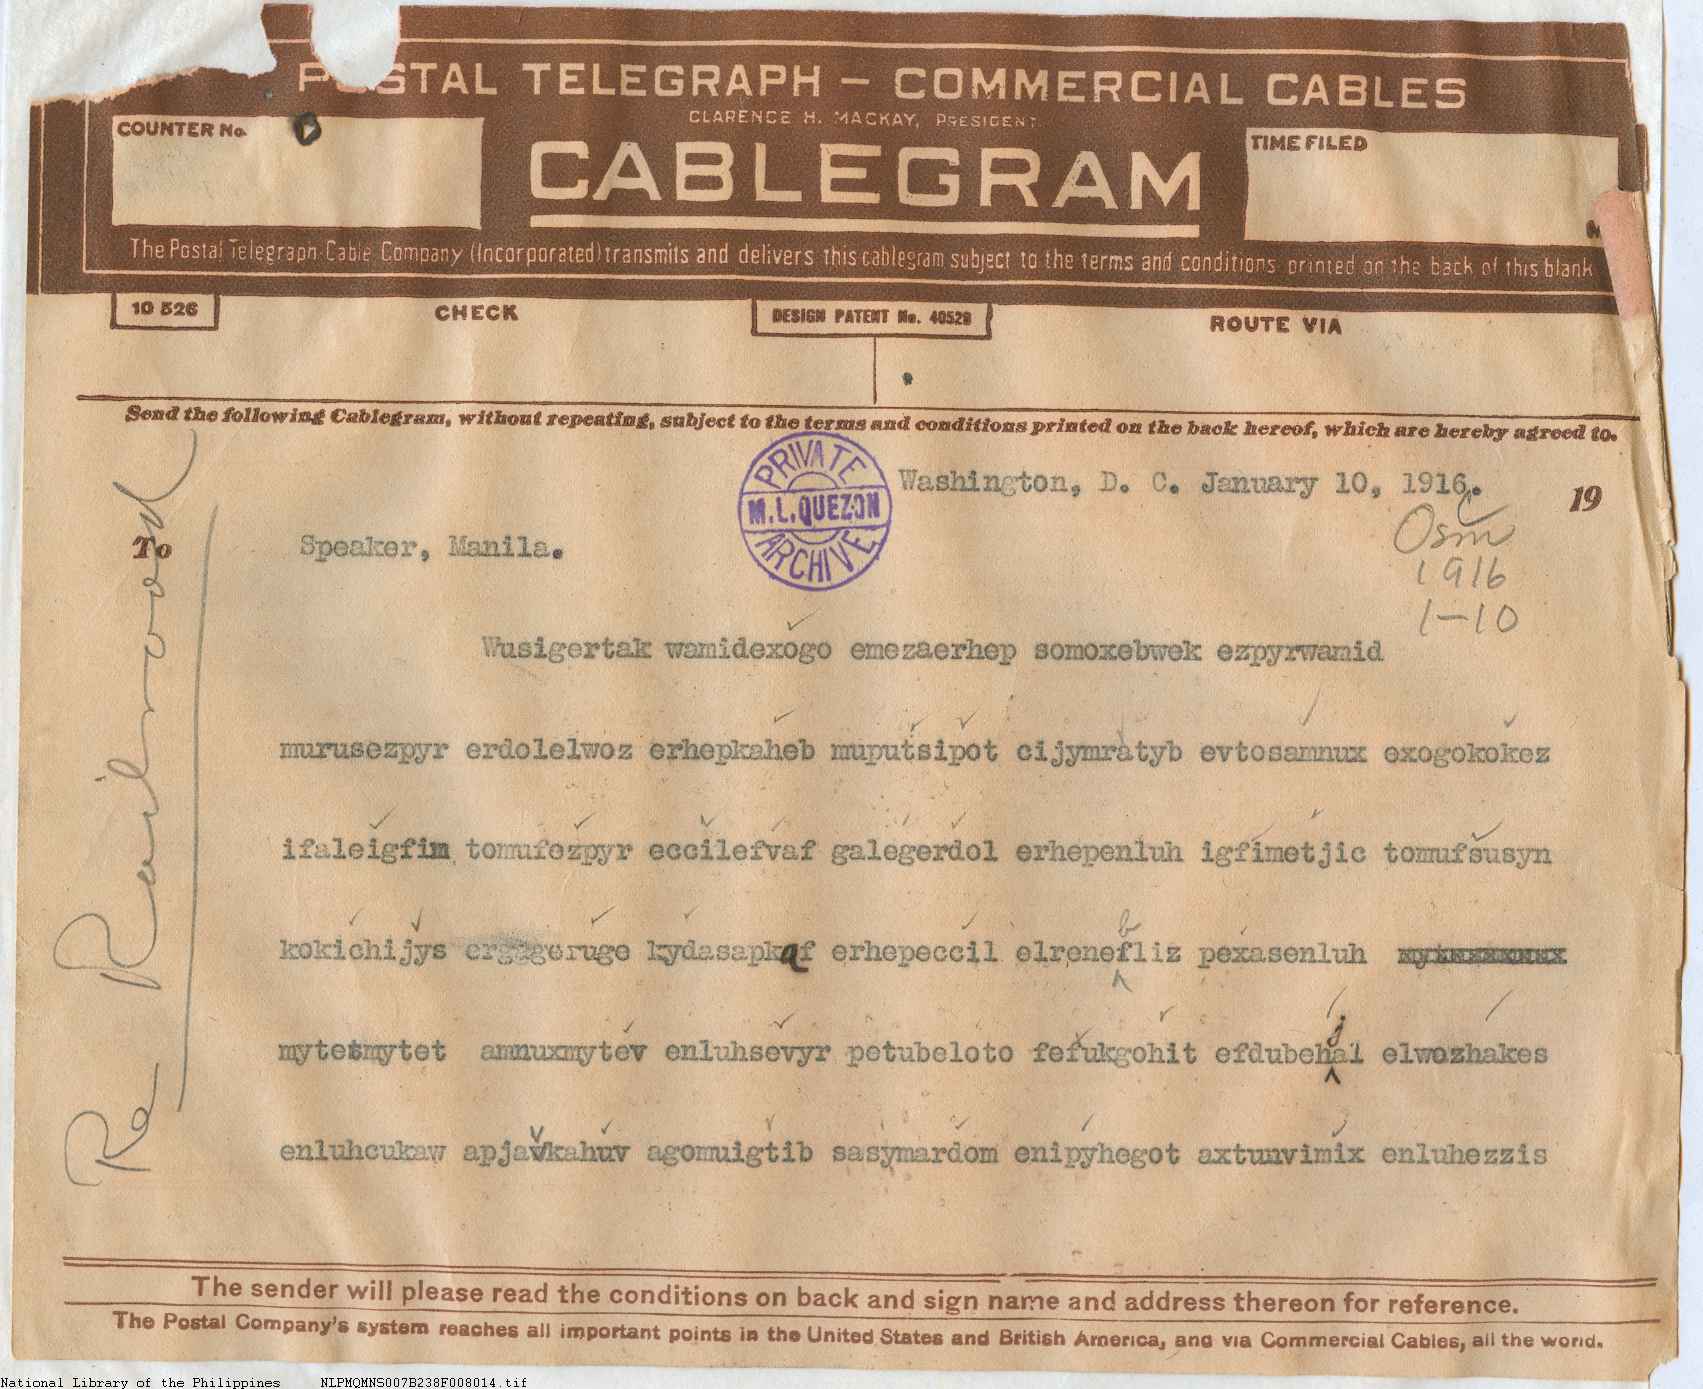 POSTAL TELEGRAPH – COMMERCIAL CABLES
CLARENCE H. MACKAY, PRESIDENT
COUNTER No.
CABLEGRAM
TIME FILED
The Postal Telegraph-Cable Company (Incorporated) transmits and delivers this cablegram subject to the terms and conditions printed on the back of this blank
10 526
CHECK
DESIGN PATENT No. 40529
ROUTE VIA
Send the following Cablegram, without repeating, subject to the terms and conditions printed on the back hereof, which are hereby agreed to.
PRIVATE
M.L.QUEZON
ARCHIVE
Washington, D. C. January 10, 1916. 19
Osm
1916
1-10
To Speaker, Manila.
Re
Wusigertak wamidexogo emezaerhep somoxebwek ezpyrwamid
murusezpyr erdolelwoz erhepkaheb muputsipot cijymratyb evtosamnux exogokokez
ifaleigfim tomufezpyr eccilefvaf galegerdol erhepenluh igfimetjic tomufsusyn
kokichijys geruge kydasapkaf erhepeccil elrenefbliz pexasenluh
mytetmytet amnuxmytev enluhsevyr petubeloto fefukgohit efdubehjal elwozhakes
enluhcukaw apjavkahuv agomuigtib sasymardom enipyhegot axtunvimix enluhezzis
The sender will please read the conditions on back and sign name and address thereon for reference.
The Postal Company's system reaches all important points in the United States and British America, and via Commercial Cables, all the world.
National Library of the Philippines NLPMQMNS007B238F008014.tif